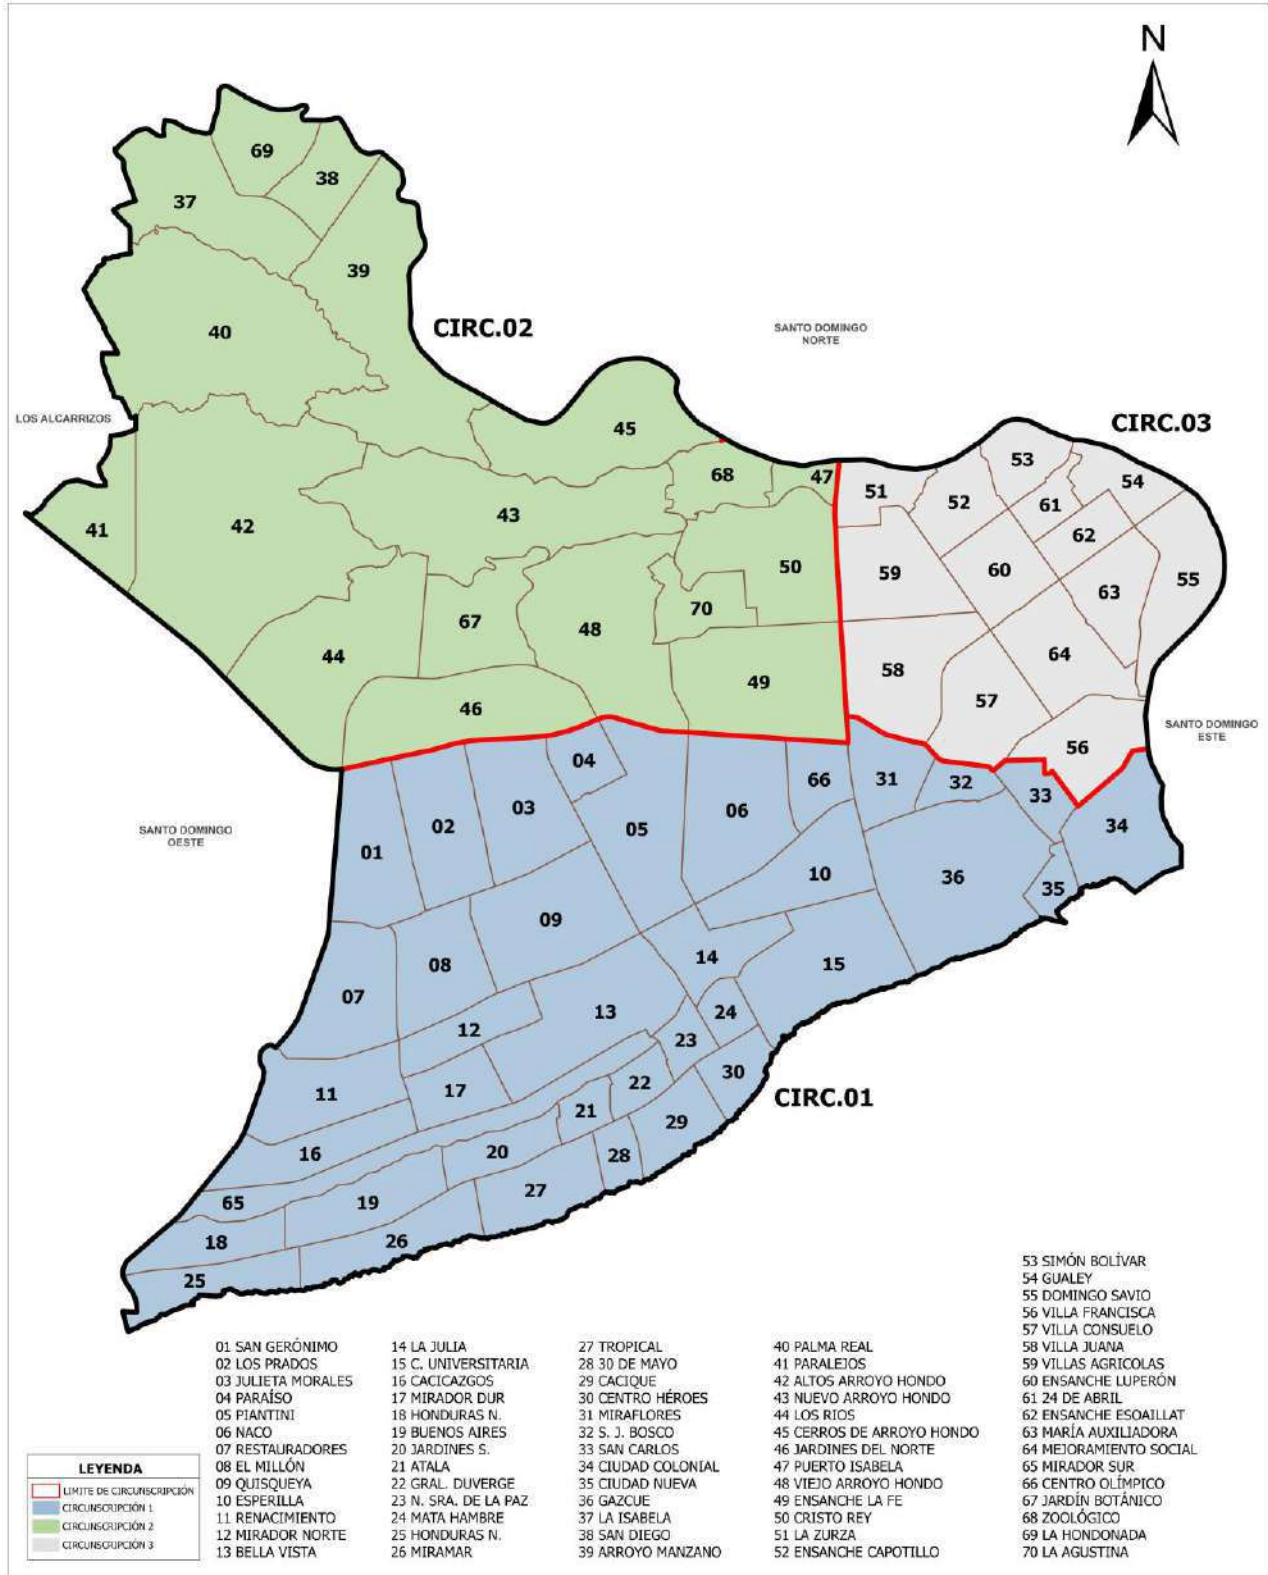 N
69
38
37
39
40
CIRC.02
SANTO DOMINGO
NORTE
LOS ALCARRIZOS
45
CIRC.03
53
54
68
47
51
52
61
41
42
43
62
50
59
60
55
63
70
67
48
44
64
58
49
57
46
SANTO DOMINGO
ESTE
56
04
66
31
32
33
03
06
02
05
34
SANTO DOMINGO
OESTE
01
10
36
35
09
14
08
15
07
13
24
12
23
30
22
17
11
CIRC.01
21
29
20
28
16
27
65
19
18
26
25
53 SIMÓN BOLÍVAR
54 GUALEY
55 DOMINGO SAVIO
56 VILLA FRANCISCA
57 VILLA CONSUELO
58 VILLA JUANA
59 VILLAS AGRICOLAS
60 ENSANCHE LUPERÓN
61 24 DE ABRIL
62 ENSANCHE ESOAILLAT
63 MARÍA AUXILIADORA
64 MEJORAMIENTO SOCIAL
65 MIRADOR SUR
66 CENTRO OLÍMPICO
67 JARDÍN BOTÁNICO
68 ZOOLÓGICO
69 LA HONDONADA
70 LA AGUSTINA
01 SAN GERÓNIMO
02 LOS PRADOS
03 JULIETA MORALES
04 PARAÍSO
05 PIANTINI
06 NACO
07 RESTAURADORES
08 EL MILLÓN
09 QUISQUEYA
10 ESPERILLA
11 RENACIMIENTO
12 MIRADOR NORTE
13 BELLA VISTA
14 LA JULIA
15 C. UNIVERSITARIA
16 CACICAZGOS
17 MIRADOR DUR
18 HONDURAS N.
19 BUENOS AIRES
20 JARDINES S.
21 ATALA
22 GRAL. DUVERGE
23 N. SRA. DE LA PAZ
24 MATA HAMBRE
25 HONDURAS N.
26 MIRAMAR
27 TROPICAL
28 30 DE MAYO
29 CACIQUE
30 CENTRO HÉROES
31 MIRAFLORES
32 S. J. BOSCO
33 SAN CARLOS
34 CIUDAD COLONIAL
35 CIUDAD NUEVA
36 GAZCUE
37 LA ISABELA
38 SAN DIEGO
39 ARROYO MANZANO
40 PALMA REAL
41 PARALEJOS
42 ALTOS ARROYO HONDO
43 NUEVO ARROYO HONDO
44 LOS RIOS
45 CERROS DE ARROYO HONDO
46 JARDINES DEL NORTE
47 PUERTO ISABELA
48 VIEJO ARROYO HONDO
49 ENSANCHE LA FE
50 CRISTO REY
51 LA ZURZA
52 ENSANCHE CAPOTILLO
LEYENDA
LIMITE DE CIRCUNSCRIPCIÓN
CIRCUNSCRIPCIÓN 1
CIRCUNSCRIPCIÓN 2
CIRCUNSCRIPCIÓN 3